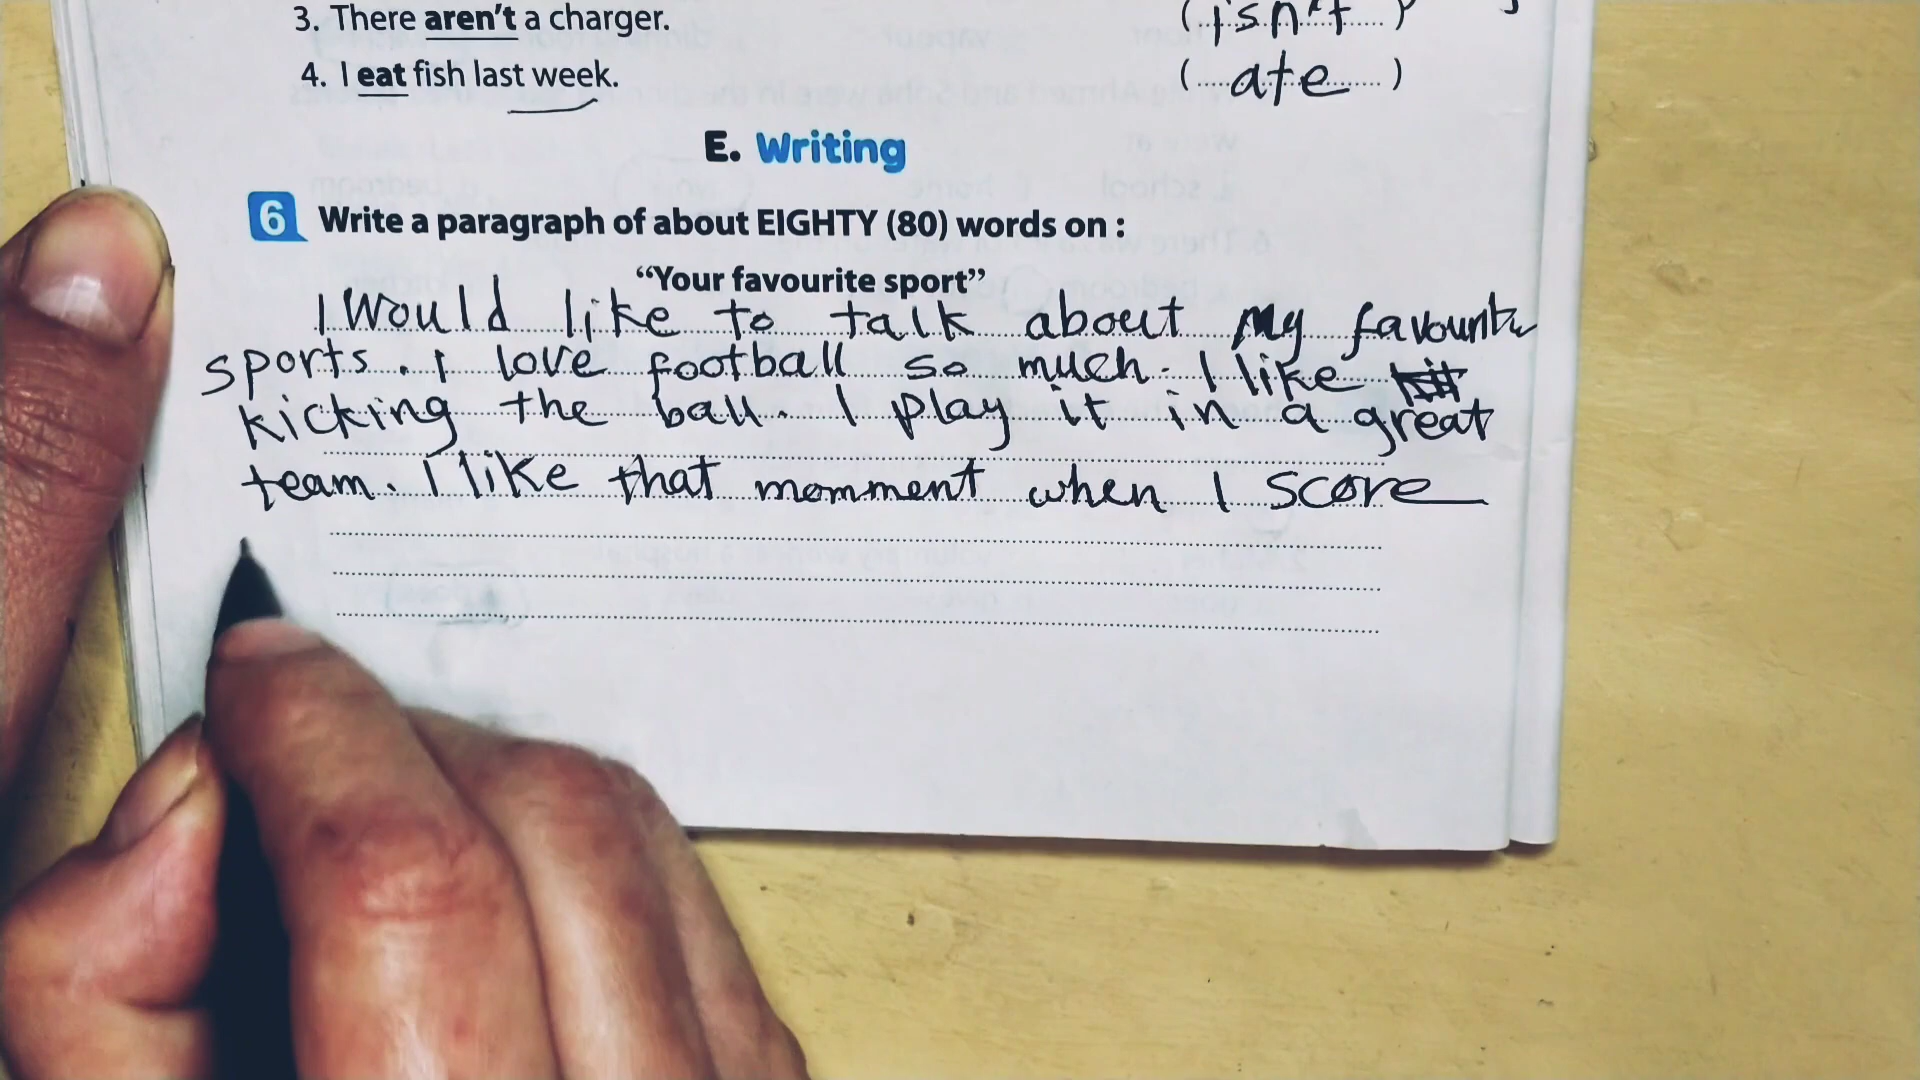 3. There aren't a charger. (isn't)
4. I eat fish last week. (ate)
E. Writing
6 Write a paragraph of about EIGHTY (80) words on :
"Your favourite sport"
I would like to talk about my favourite
sports. I love football so much. I like
kicking the ball. I play it in a great
team. I like that momment when I score